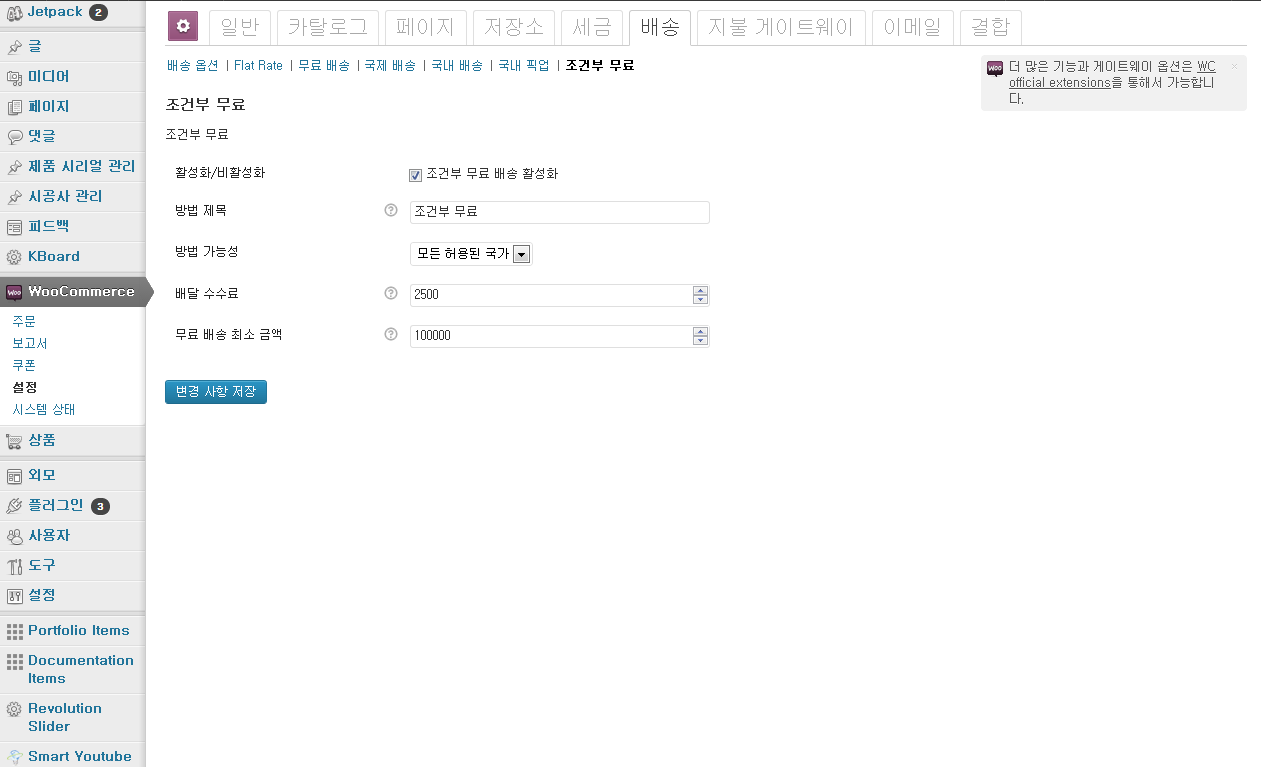 Jetpack 2
글
미디어
페이지
댓글
제품 시리얼 관리
시공사 관리
피드백
KBoard
WooCommerce
주문
보고서
쿠폰
설정
시스템 상태
상품
외모
플러그인 3
사용자
도구
설정
Portfolio Items
Documentation
Items
Revolution
Slider
Smart Youtube
일반 카탈로그 페이지 저장소 세금 배송 지불 게이트웨이 이메일 결합
배송 옵션 | Flat Rate | 무료 배송 | 국제 배송 | 국내 배송 | 국내 픽업 | 조건부 무료
woo 더 많은 기능과 게이트웨이 옵션은 WC
official extensions을 통해서 가능합니
다.
조건부 무료
조건부 무료
활성화/비활성화 조건부 무료 배송 활성화
방법 제목 ? 조건부 무료
방법 가능성 모든 허용된 국가
배달 수수료 ? 2500
무료 배송 최소 금액 ? 100000
변경 사항 저장